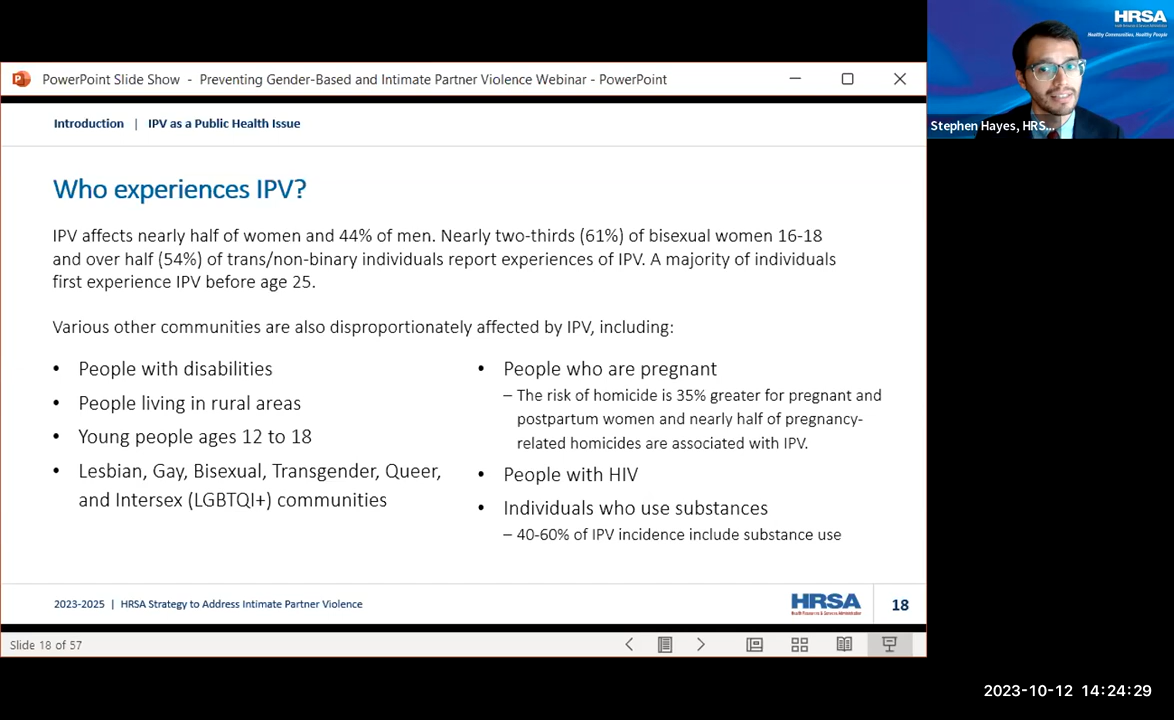 HRSA
Healthy Communities, Healthy People
PowerPoint Slide Show - Preventing Gender-Based and Intimate Partner Violence Webinar - PowerPoint
Stephen Hayes, HRS...
Introduction | IPV as a Public Health Issue
Who experiences IPV?
IPV affects nearly half of women and 44% of men. Nearly two-thirds (61%) of bisexual women 16-18
and over half (54%) of trans/non-binary individuals report experiences of IPV. A majority of individuals
first experience IPV before age 25.
Various other communities are also disproportionately affected by IPV, including:
• People with disabilities
• People living in rural areas
• Young people ages 12 to 18
• Lesbian, Gay, Bisexual, Transgender, Queer,
and Intersex (LGBTQI+) communities
• People who are pregnant
– The risk of homicide is 35% greater for pregnant and
postpartum women and nearly half of pregnancy-
related homicides are associated with IPV.
• People with HIV
• Individuals who use substances
– 40-60% of IPV incidence include substance use
2023-2025 | HRSA Strategy to Address Intimate Partner Violence
HRSA
18
Slide 18 of 57
2023-10-12 14:24:29